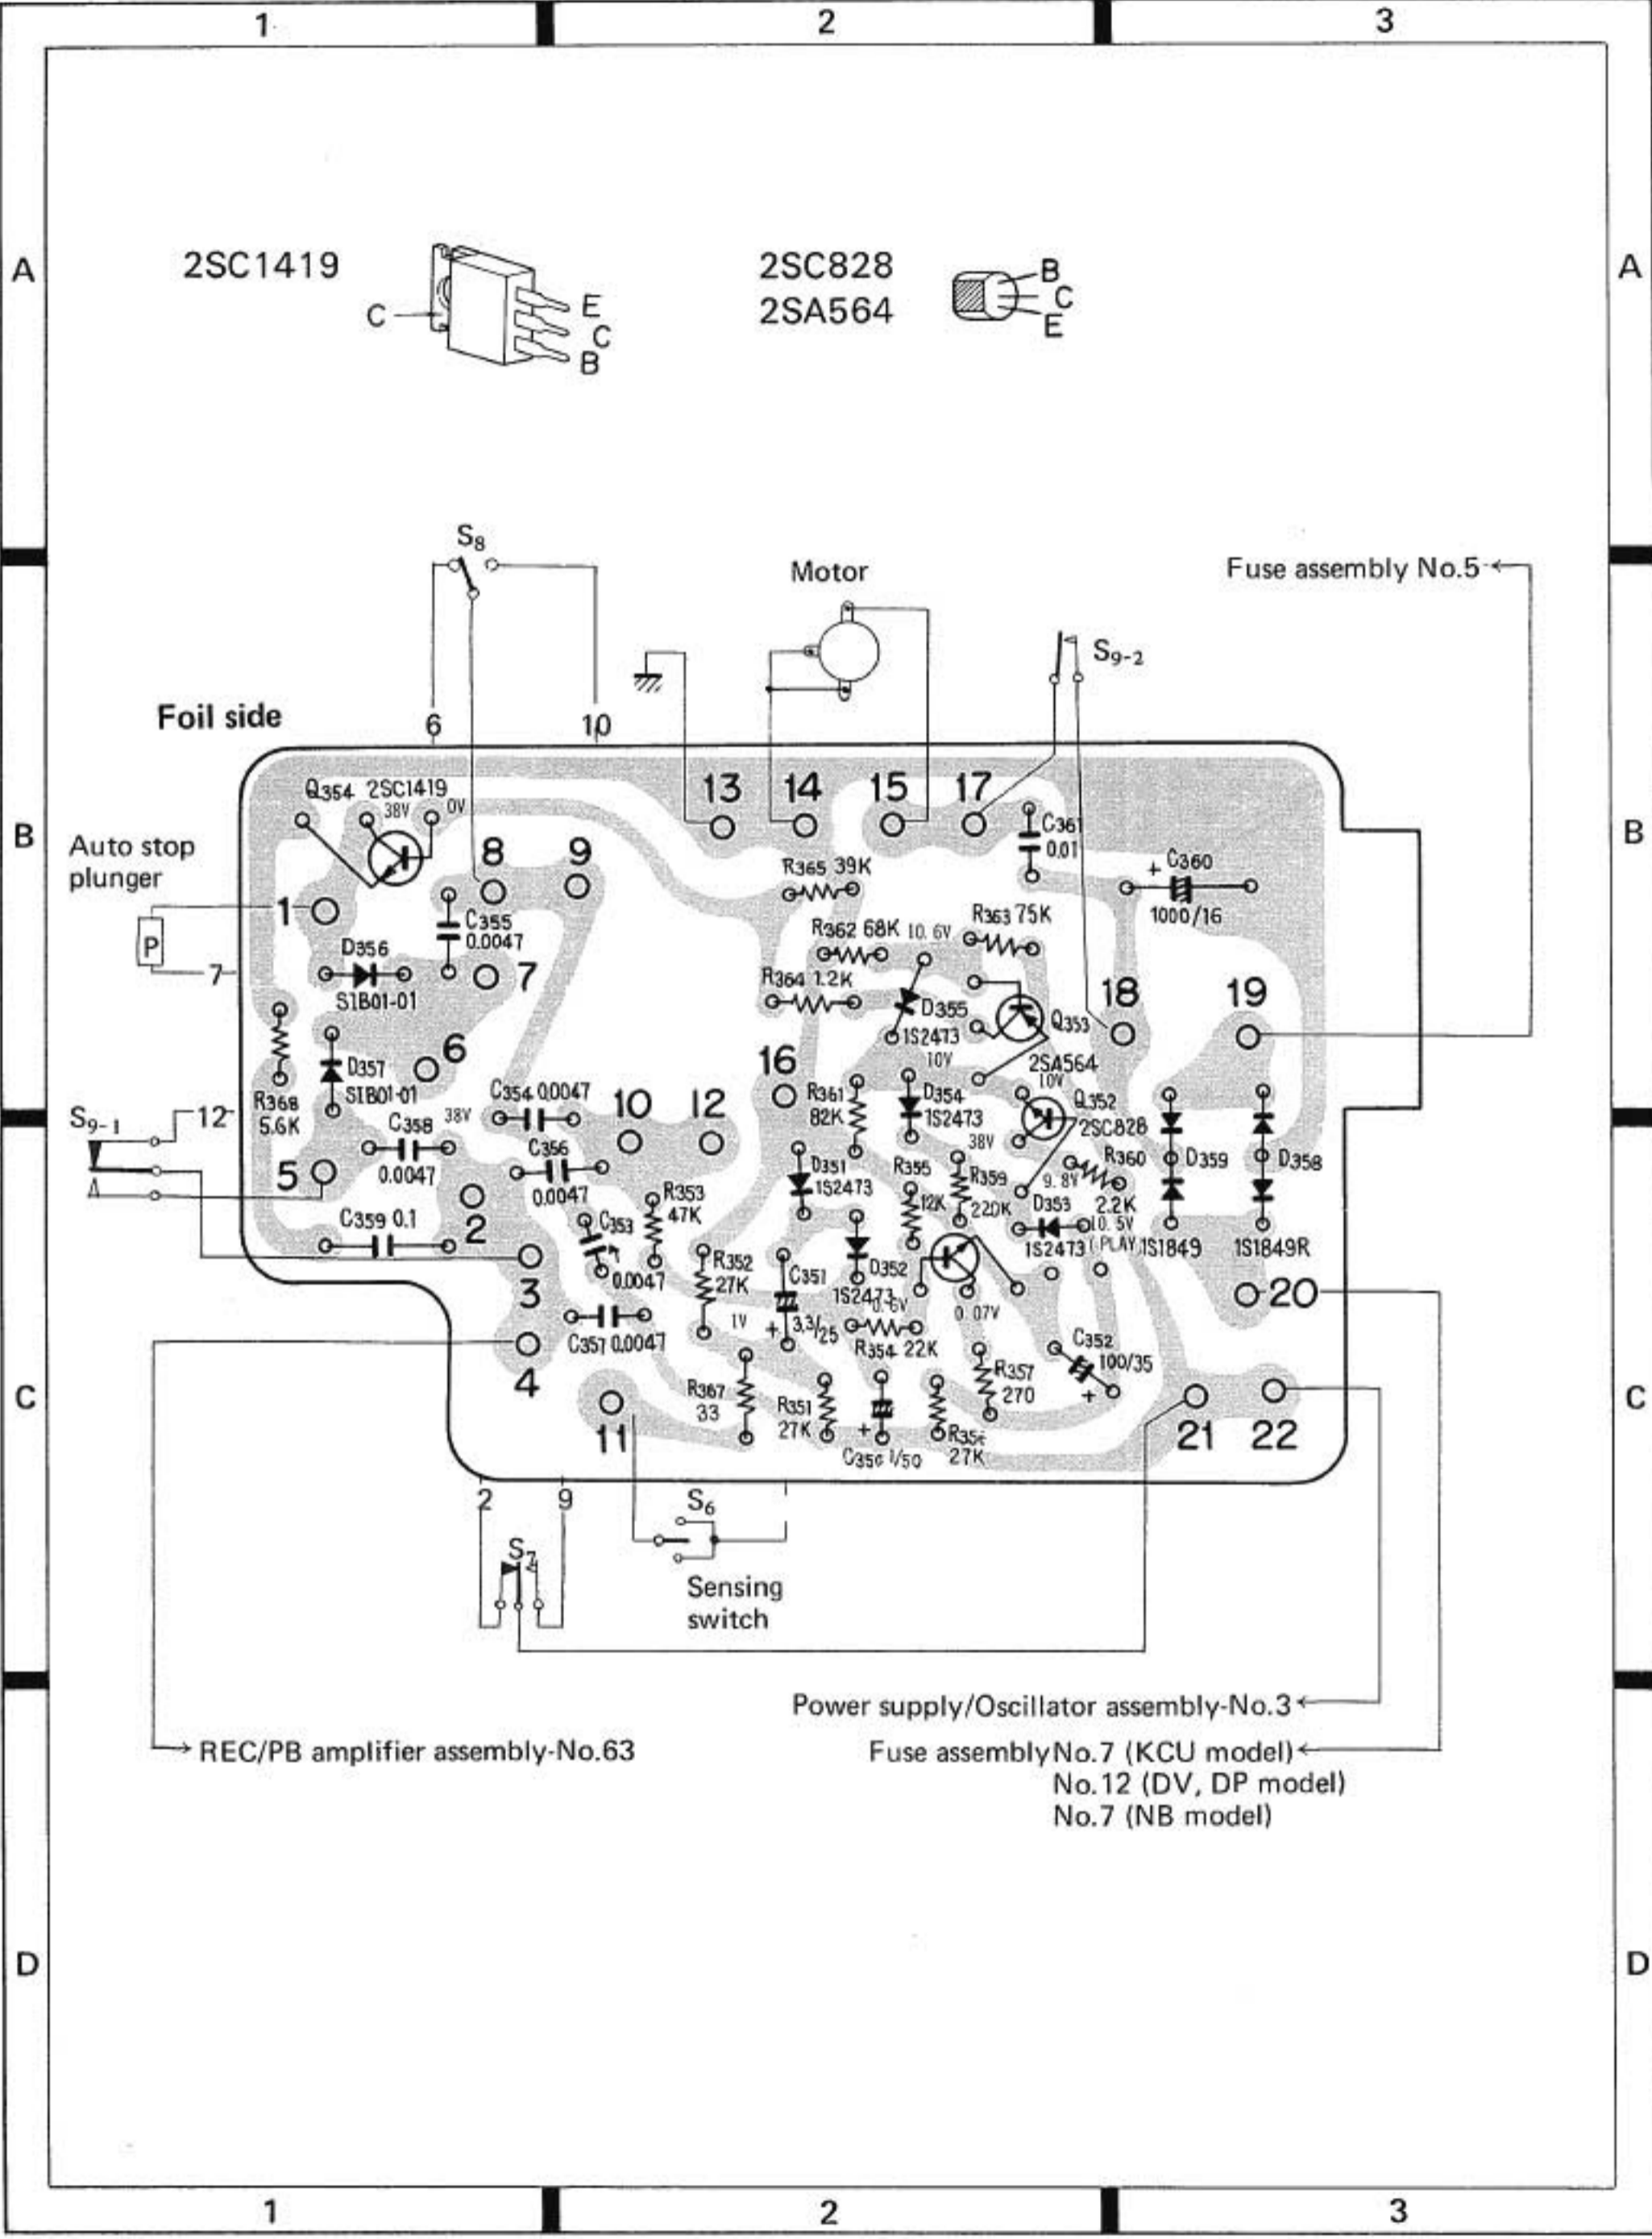 1 2 3
A A
2SC1419
C
E
C
B
2SC828
2SA564
B
C
E
S8
Motor
Fuse assembly No.5
S9-2
Foil side
6 10
Q354 2SC1419
38V 0V
13 14 15 17
C361
0.01
B B
Auto stop
plunger
P
1
7
8 9
R365 39K
+ C360
1000/16
C355
0.0047
R362 68K 10.6V
R363 75K
D356
S1B01-01
7
R364 1.2K
D355
1S2473
10V
Q353
2SA564
10V
18 19
6
D357
S1B01-01
R368
5.6K
16
C354 0.0047
10 12
R361
82K
D354
1S2473
38V
Q352
2SC828
S9-1
12
C358
0.0047
38V
C356
0.0047
5
D351
1S2473
R355
12K
R359
220K
R360
2.2K
9.8V
D359
D358
2
C359 0.1
C353
0.0047
R353
47K
D353
1S2473
10.5V
(PLAY)
1S1849 1S1849R
3
R352
27K
C351
3.3/25
+
D352
1S2473
0.6V
0.07V
20
C357 0.0047
1V
R354 22K
C352
100/35
+
4
R367
33
R351
27K
R357
270
C C
11
+
1/50
27K
21 22
2 9
S6
S7
Sensing
switch
Power supply/Oscillator assembly-No.3
REC/PB amplifier assembly-No.63
Fuse assembly No.7 (KCU model)
No.12 (DV, DP model)
No.7 (NB model)
D D
1 2 3